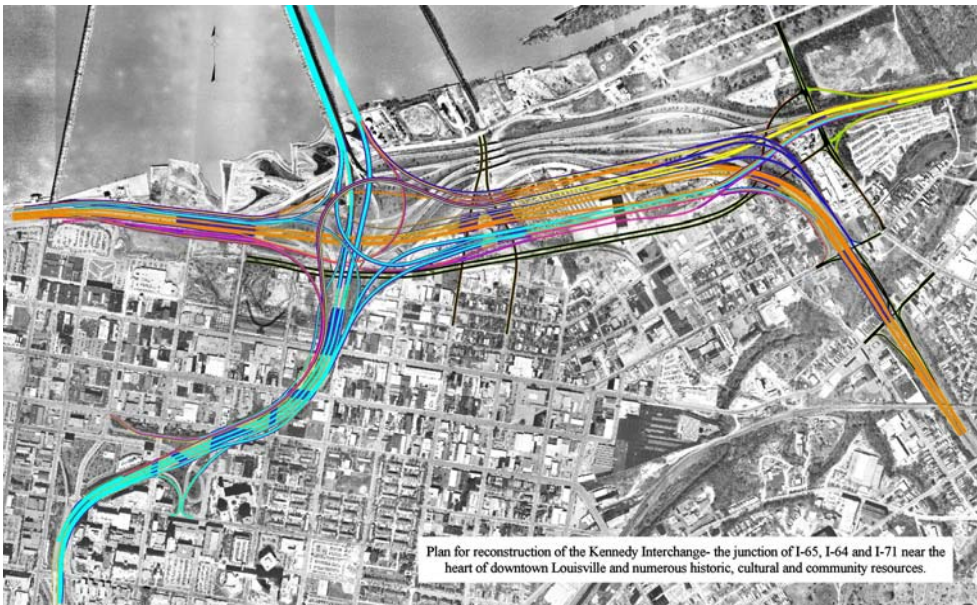 Plan for reconstruction of the Kennedy Interchange- the junction of I-65, I-64 and I-71 near the
heart of downtown Louisville and numerous historic, cultural and community resources.